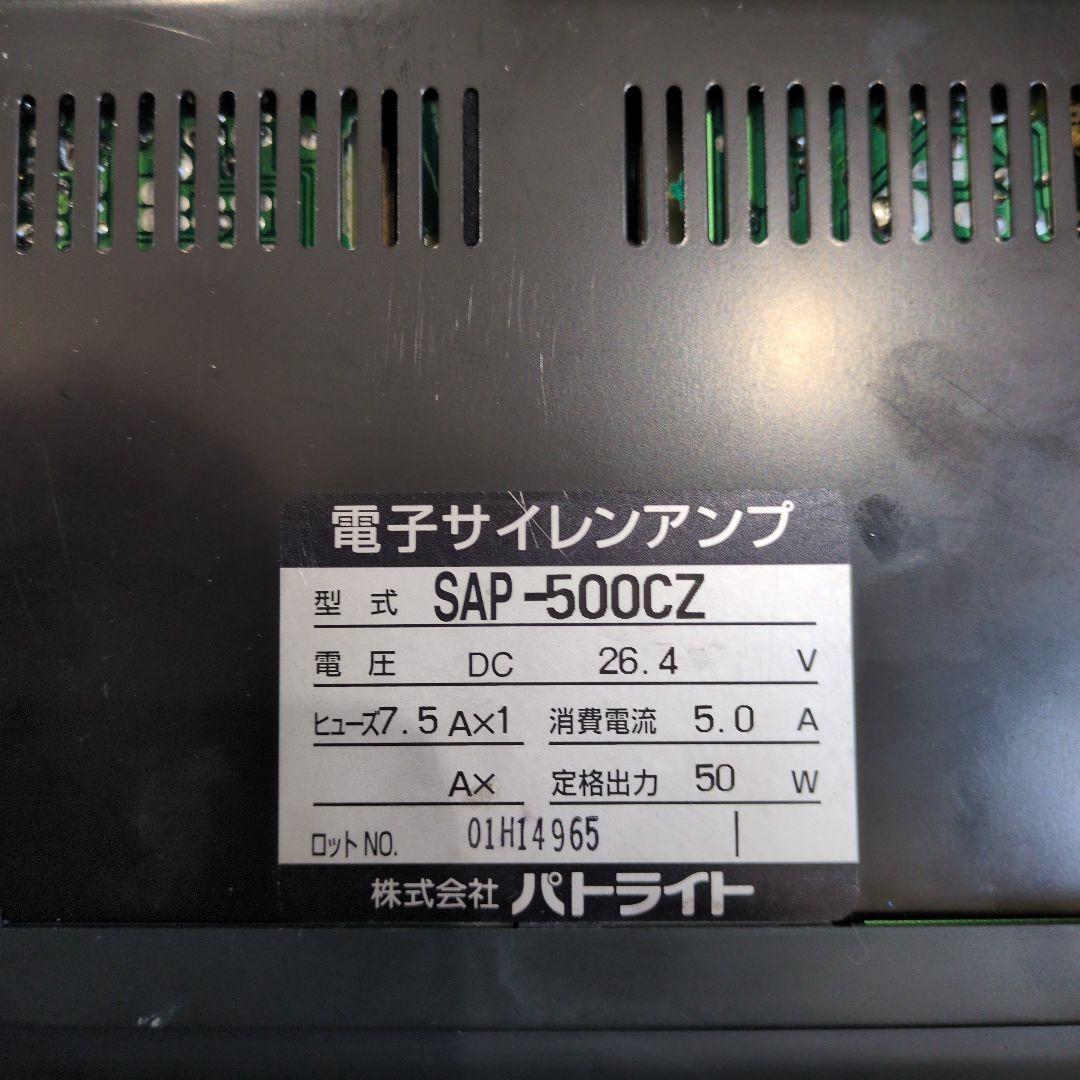 電子サイレンアンプ
型式 SAP-500CZ
電圧 DC 26.4 V
ヒューズ7.5 A×1 消費電流 5.0 A
A× 定格出力 50 W
ロットNO. 01H14965 |
株式会社 パトライト